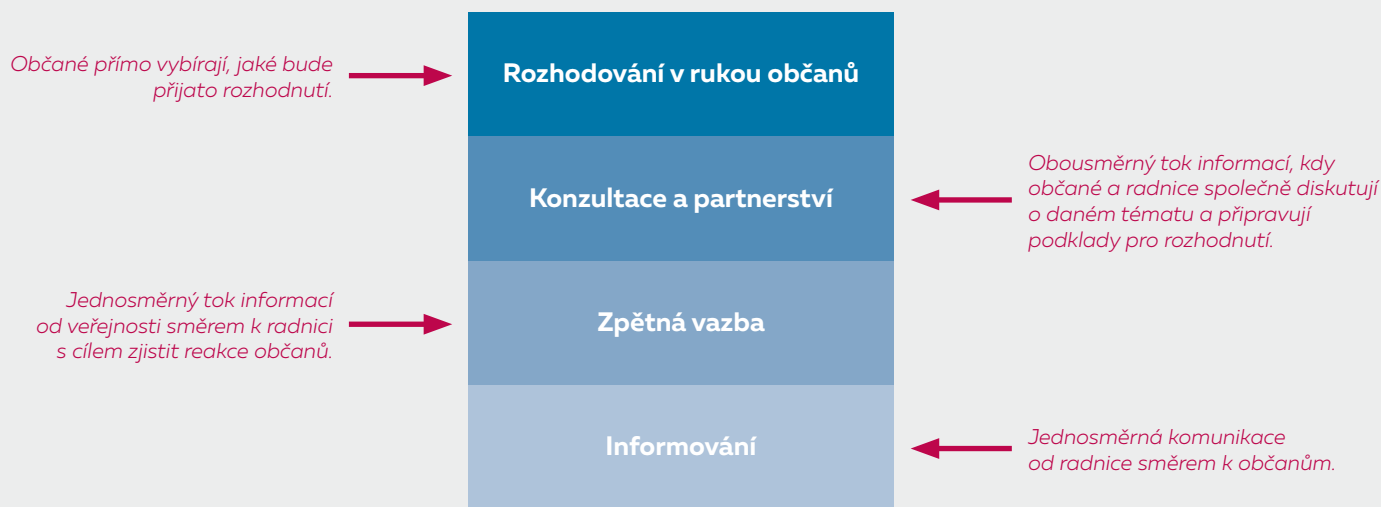 Občané přímo vybírají, jaké bude
přijato rozhodnutí.
Rozhodování v rukou občanů
Konzultace a partnerství
Obousměrný tok informací, kdy
občané a radnice společně diskutují
o daném tématu a připravují
podklady pro rozhodnutí.
Jednosměrný tok informací
od veřejnosti směrem k radnici
s cílem zjistit reakce občanů.
Zpětná vazba
Informování
Jednosměrná komunikace
od radnice směrem k občanům.